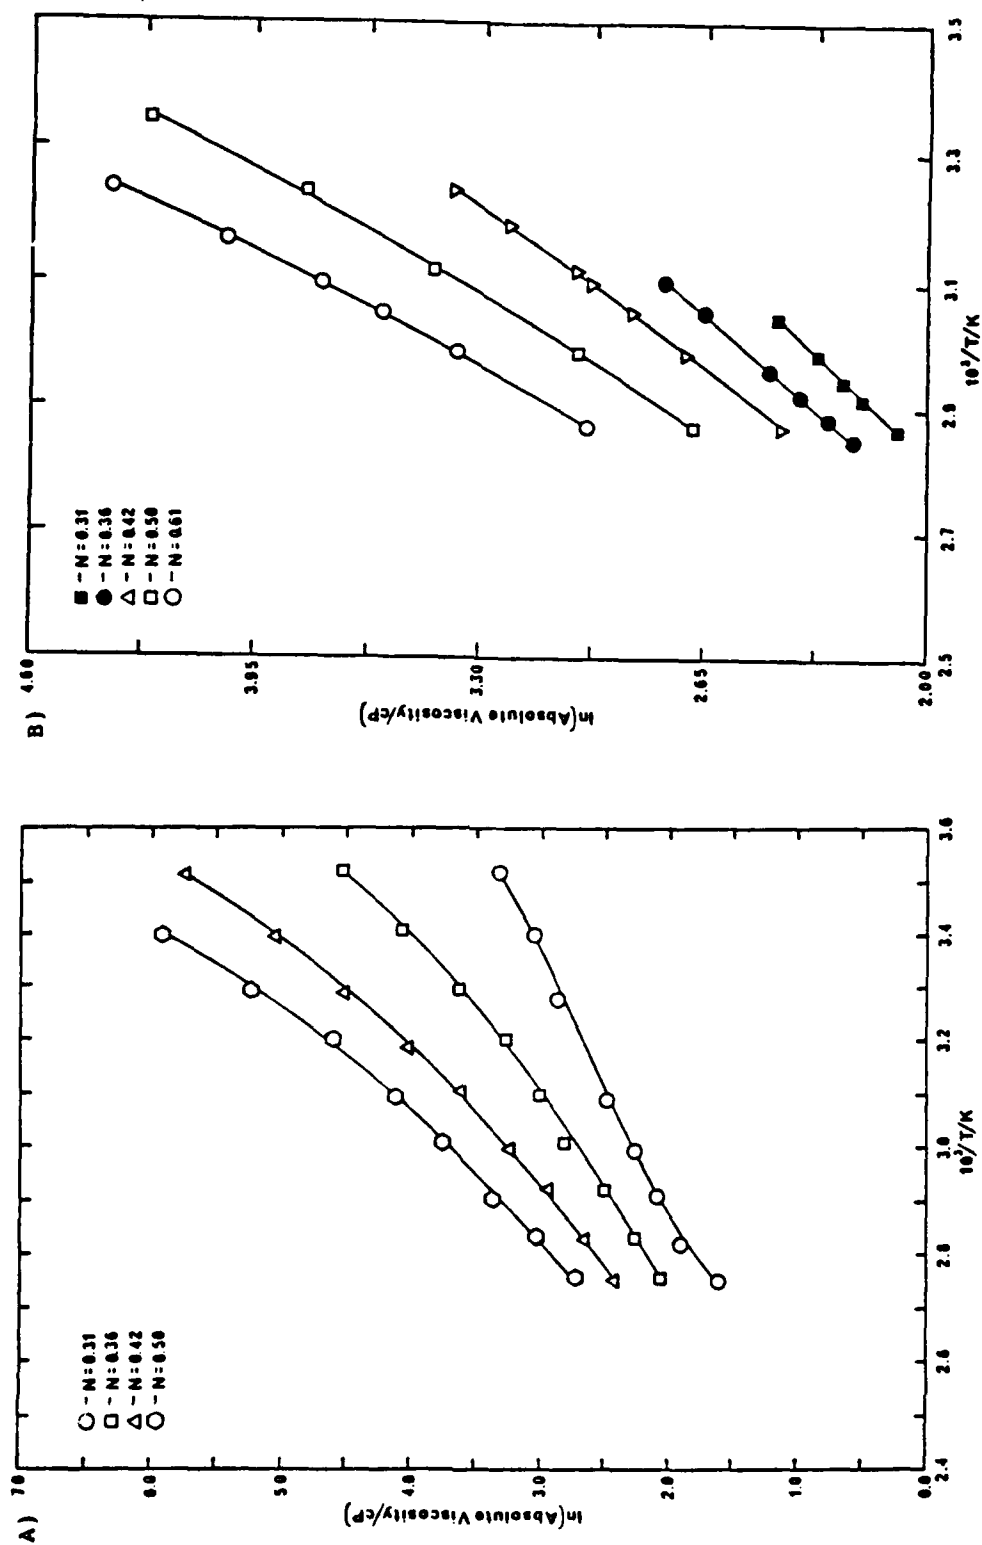 A)
7.0
6.0
5.0
4.0
3.0
2.0
1.0
0.0
ln(Absolute Viscosity/cP)
○ - N=0.31
□ - N=0.36
△ - N=0.42
⬡ - N=0.50
2.4
2.6
2.8
3.0
3.2
3.4
3.6
10³/T/K
B)
4.60
3.95
3.30
2.65
2.00
ln(Absolute Viscosity/cP)
■ - N=0.31
● - N=0.36
△ - N=0.42
□ - N=0.50
○ - N=0.61
2.5
2.7
2.9
3.1
3.3
3.5
10³/T/K